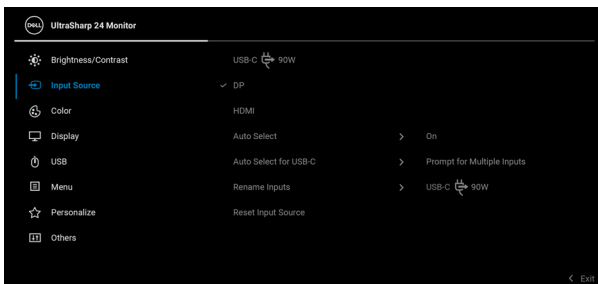 DELL UltraSharp 24 Monitor
Brightness/Contrast USB-C 90W
Input Source DP
Color HDMI
Display Auto Select > On
USB Auto Select for USB-C > Prompt for Multiple Inputs
Menu Rename Inputs > USB-C 90W
Personalize Reset Input Source
Others
< Exit